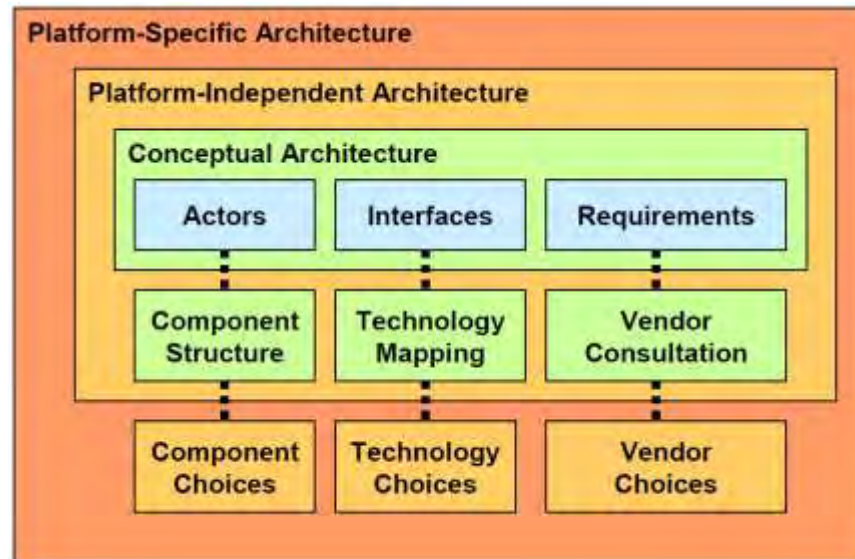 Platform-Specific Architecture
Platform-Independent Architecture
Conceptual Architecture
Actors
Interfaces
Requirements
Component
Structure
Technology
Mapping
Vendor
Consultation
Component
Choices
Technology
Choices
Vendor
Choices